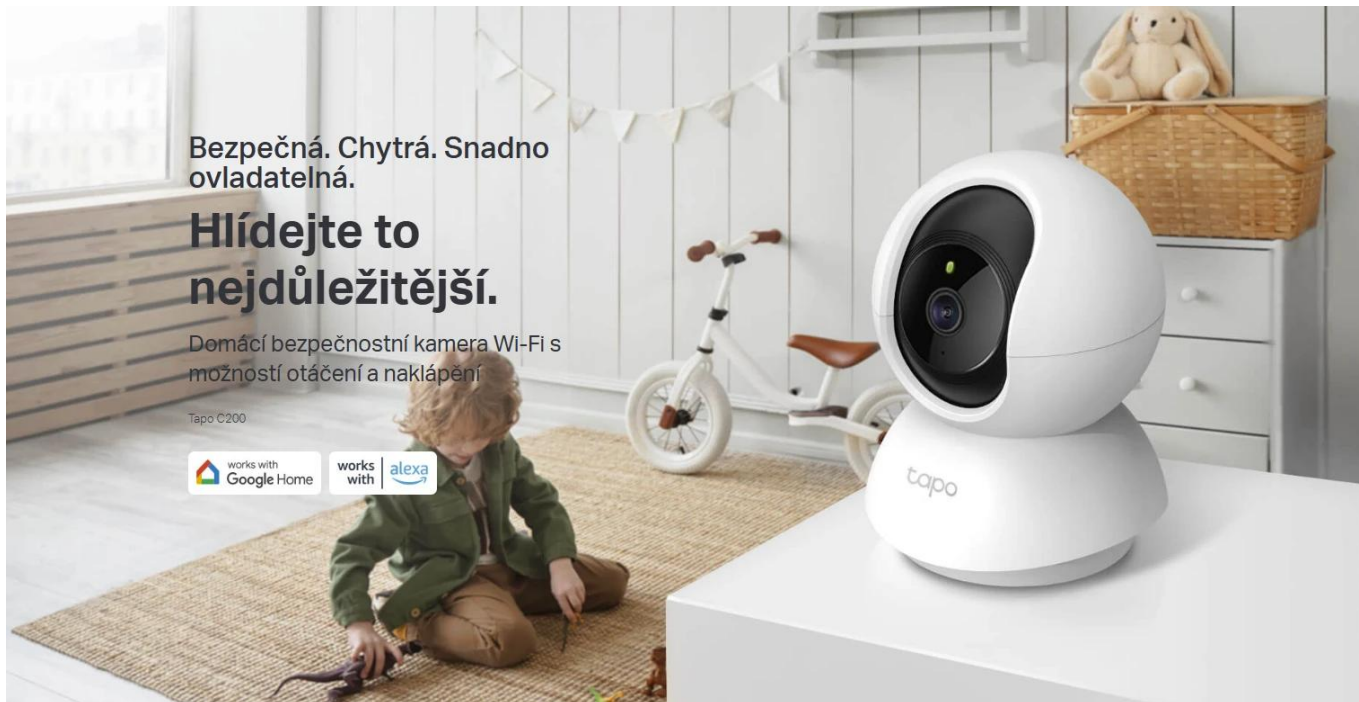 Bezpečná. Chytrá. Snadno
ovladatelná.
Hlídejte to
nejdůležitější.
Domácí bezpečnostní kamera Wi-Fi s
možností otáčení a naklápění
Tapo C200
works with
Google Home
works
with
alexa
tapo